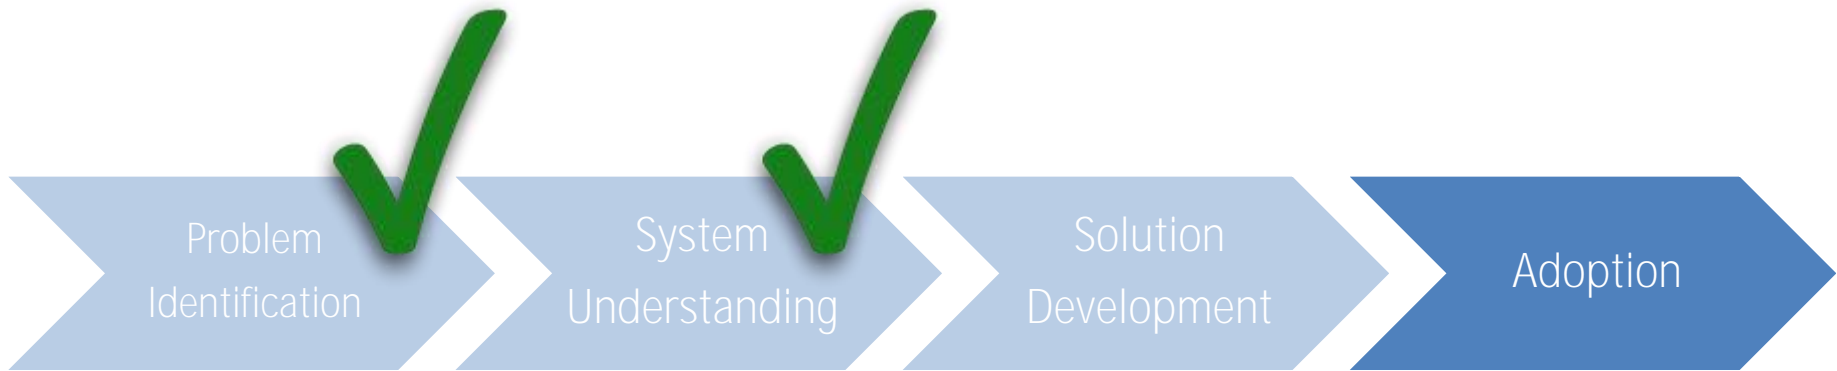 Problem
Identification
System
Understanding
Solution
Development
Adoption